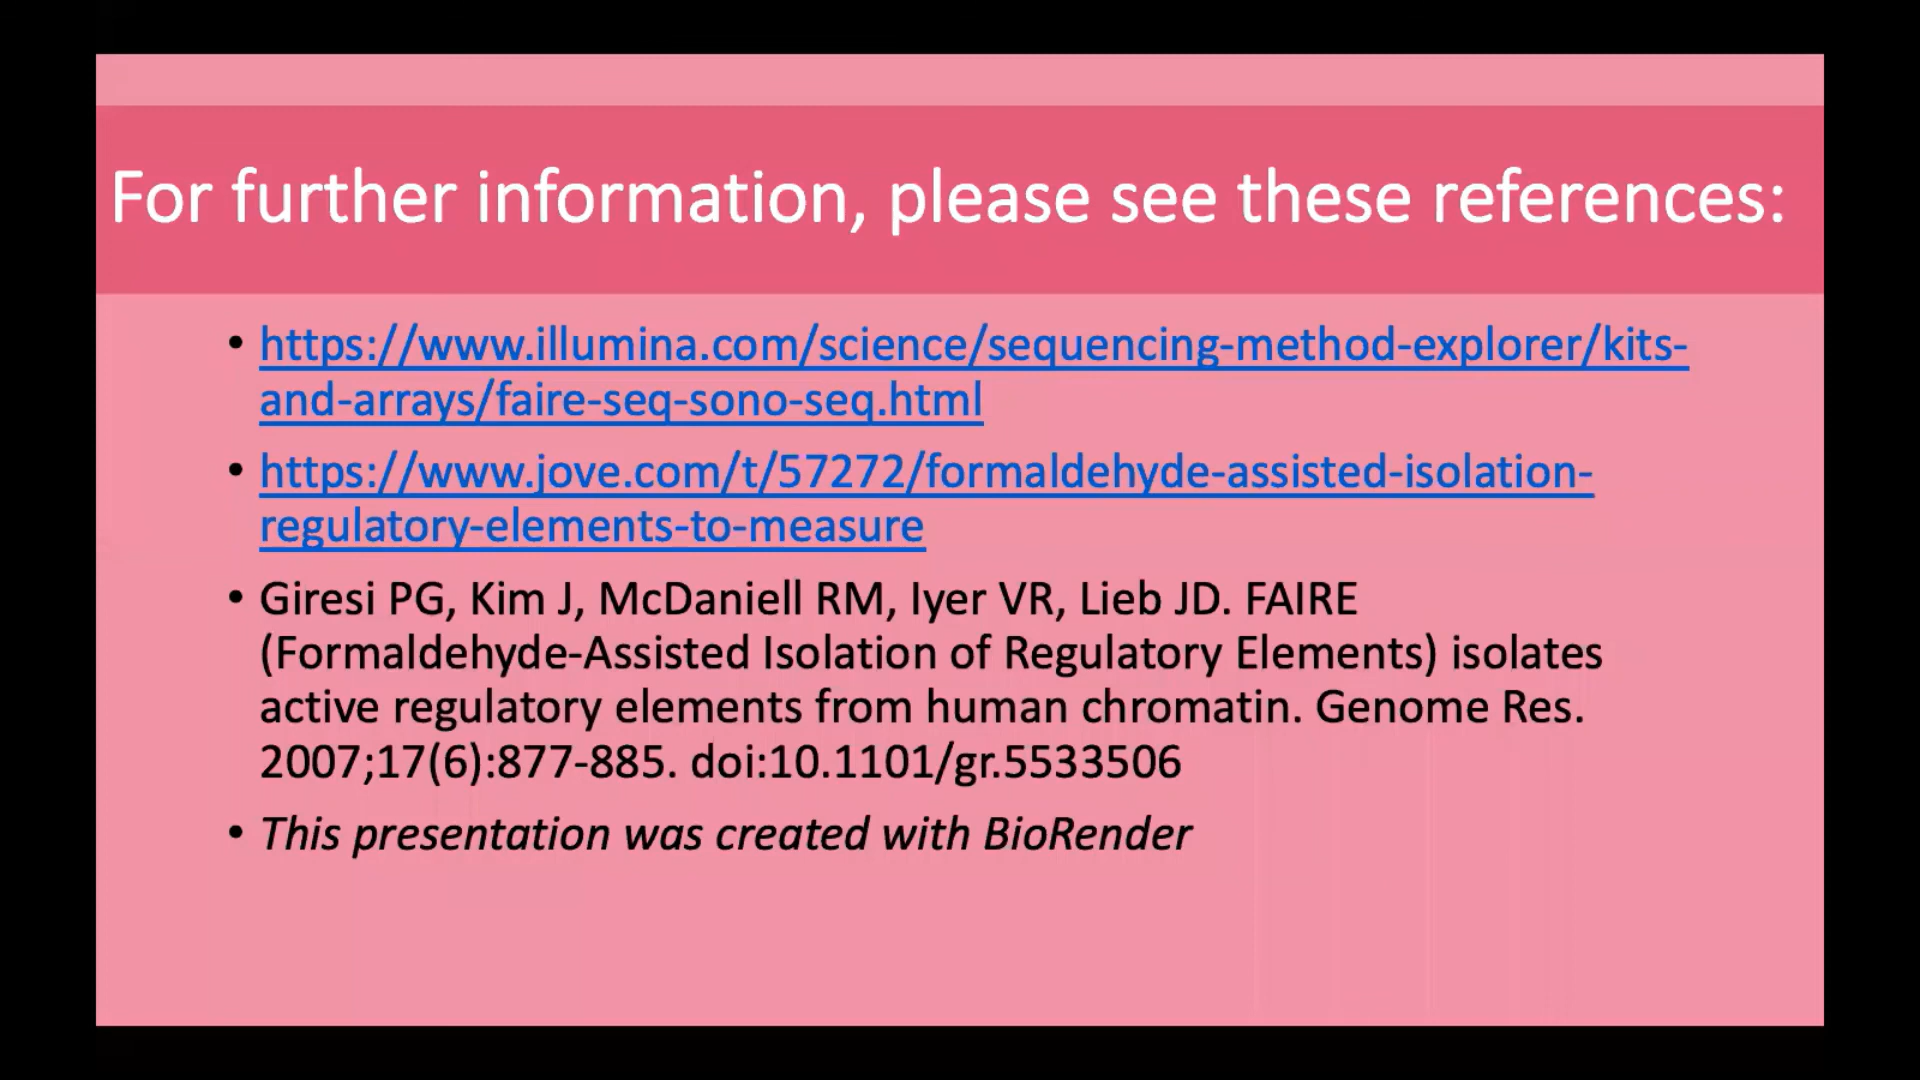 For further information, please see these references:
• https://www.illumina.com/science/sequencing-method-explorer/kits-
and-arrays/faire-seq-sono-seq.html
• https://www.jove.com/t/57272/formaldehyde-assisted-isolation-
regulatory-elements-to-measure
• Giresi PG, Kim J, McDaniell RM, Iyer VR, Lieb JD. FAIRE
(Formaldehyde-Assisted Isolation of Regulatory Elements) isolates
active regulatory elements from human chromatin. Genome Res.
2007;17(6):877-885. doi:10.1101/gr.5533506
• This presentation was created with BioRender